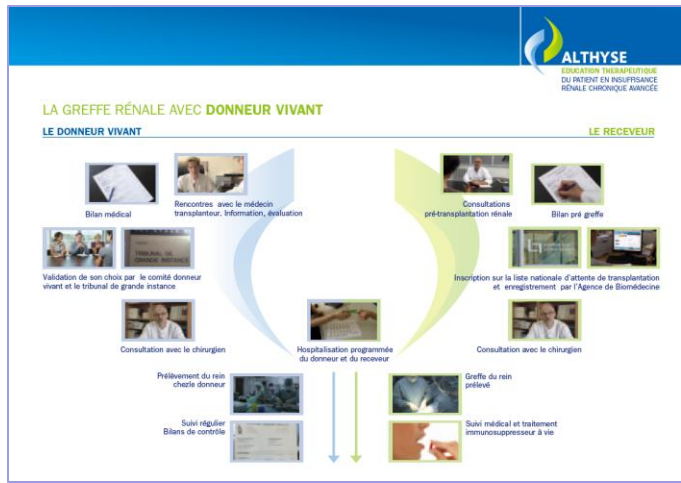 ALTHYSE
EDUCATION THERAPEUTIQUE
DU PATIENT EN INSUFFISANCE
RÉNALE CHRONIQUE AVANCÉE
LA GREFFE RÉNALE AVEC DONNEUR VIVANT
LE DONNEUR VIVANT
LE RECEVEUR
Bilan médical
Rencontres avec le médecin
transplanteur. Information, évaluation
Consultations
pré-transplantation rénale
Bilan pré greffe
TRIBUNAL DE
GRANDE INSTANCE
Validation de son choix par le comité donneur
vivant et le tribunal de grande instance
Inscription sur la liste nationale d'attente de transplantation
et enregistrement par l'Agence de Biomédecine
Consultation avec le chirurgien
Hospitalisation programmée
du donneur et du receveur
Consultation avec le chirurgien
Prélèvement du rein
chezle donneur
Greffe du rein
prélevé
Suivi régulier
Bilans de contrôle
Suivi médical et traitement
immunosuppresseur à vie